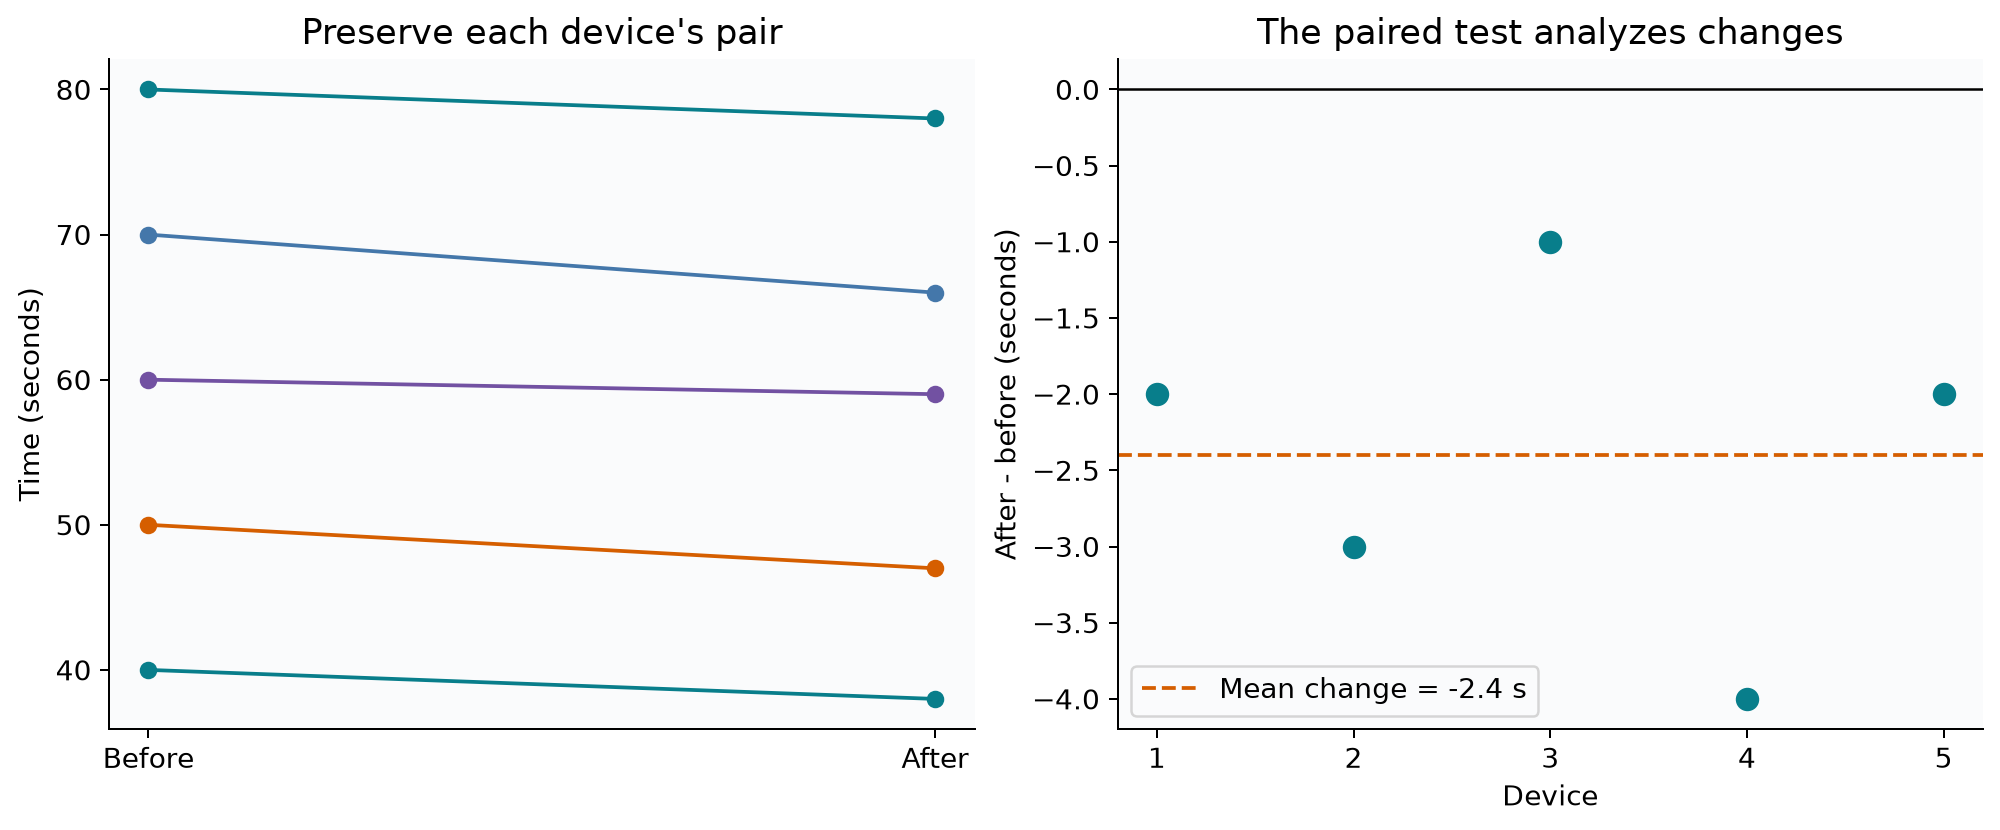 Preserve each device's pair
80
70
60
50
40
Time (seconds)
Before
After
The paired test analyzes changes
0.0
−0.5
−1.0
−1.5
−2.0
−2.5
−3.0
−3.5
−4.0
After - before (seconds)
Mean change = -2.4 s
1
2
3
4
5
Device